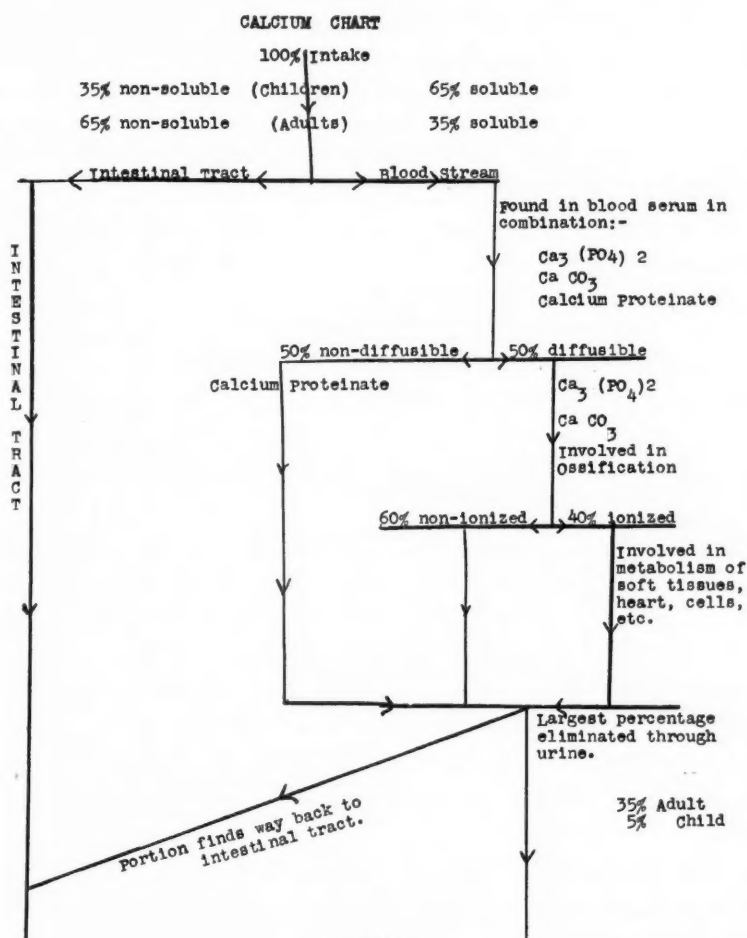 CALCIUM CHART
100% Intake
35% non-soluble (Children) 65% soluble
65% non-soluble (Adults) 35% soluble
Intestinal Tract Blood Stream
Found in blood serum in
combination:-
Ca3 (PO4) 2
Ca CO3
Calcium Proteinate
INTESTINAL TRACT
50% non-diffusible 50% diffusible
Calcium Proteinate
Ca3 (PO4)2
Ca CO3
Involved in
Ossification
60% non-ionized 40% ionized
Involved in
metabolism of
soft tissues,
heart, cells,
etc.
Largest percentage
eliminated through
urine.
35% Adult
5% Child
Portion finds way back to
intestinal tract.